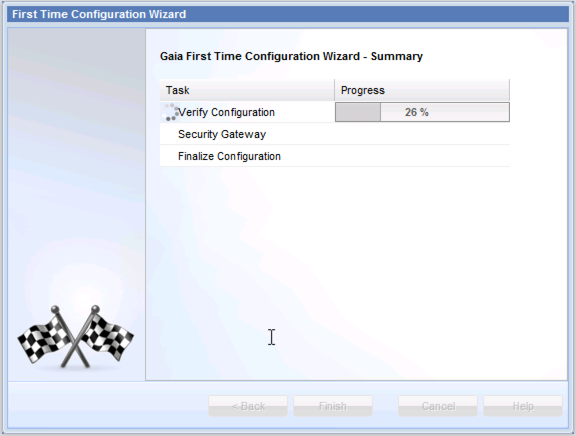 First Time Configuration Wizard
Gaia First Time Configuration Wizard - Summary
Task Progress
Verify Configuration 26 %
Security Gateway
Finalize Configuration
< Back Finish Cancel Help